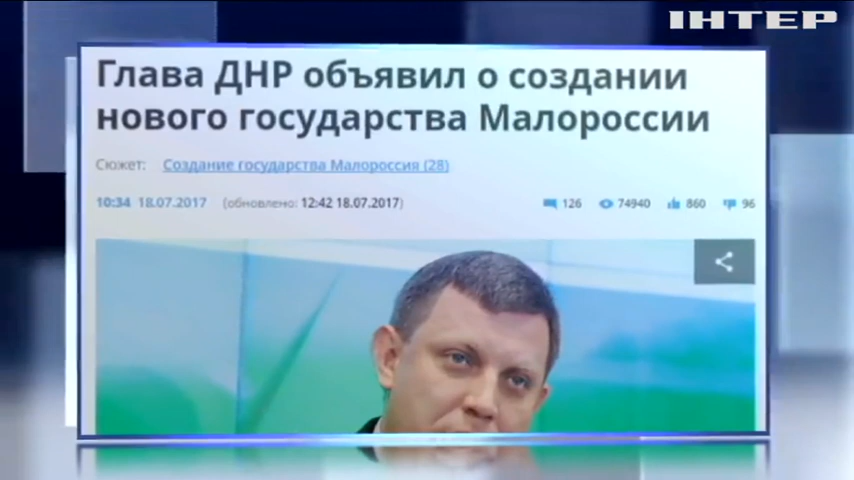 ІНТЕР
Глава ДНР объявил о создании
нового государства Малороссии
Сюжет: Создание государства Малороссия (28)
10:34 18.07.2017 (обновлено: 12:42 18.07.2017) 126 74940 860 96